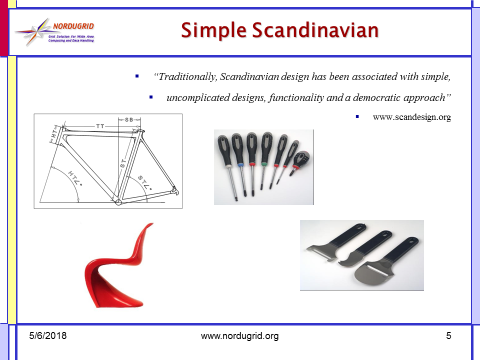 NORDUGRID
Grid Solution For Wide Area
Computing and Data Handling
Simple Scandinavian
“Traditionally, Scandinavian design has been associated with simple,
uncomplicated designs, functionality and a democratic approach”
www.scandesign.org
SB
TT
HT
ST
HT∠°
ST∠°
5/6/2018
www.nordugrid.org
5